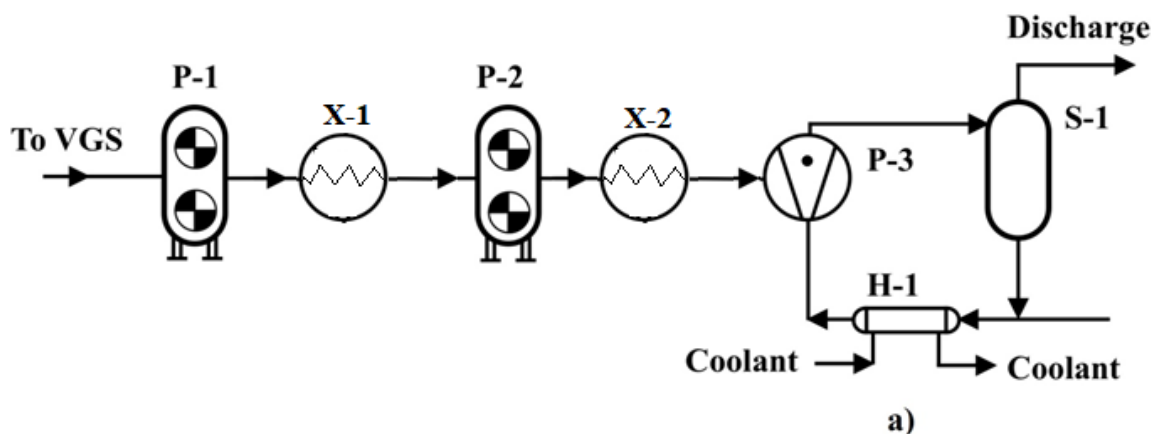 Discharge
P-1
P-2
X-1
X-2
S-1
To VGS
P-3
H-1
Coolant
Coolant
a)